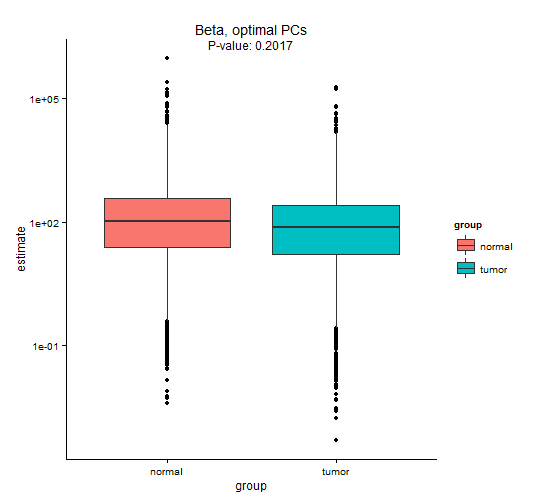 Beta, optimal PCs
P-value: 0.2017
1e+05
1e+02
1e-01
estimate
normal
tumor
group
group
normal
tumor